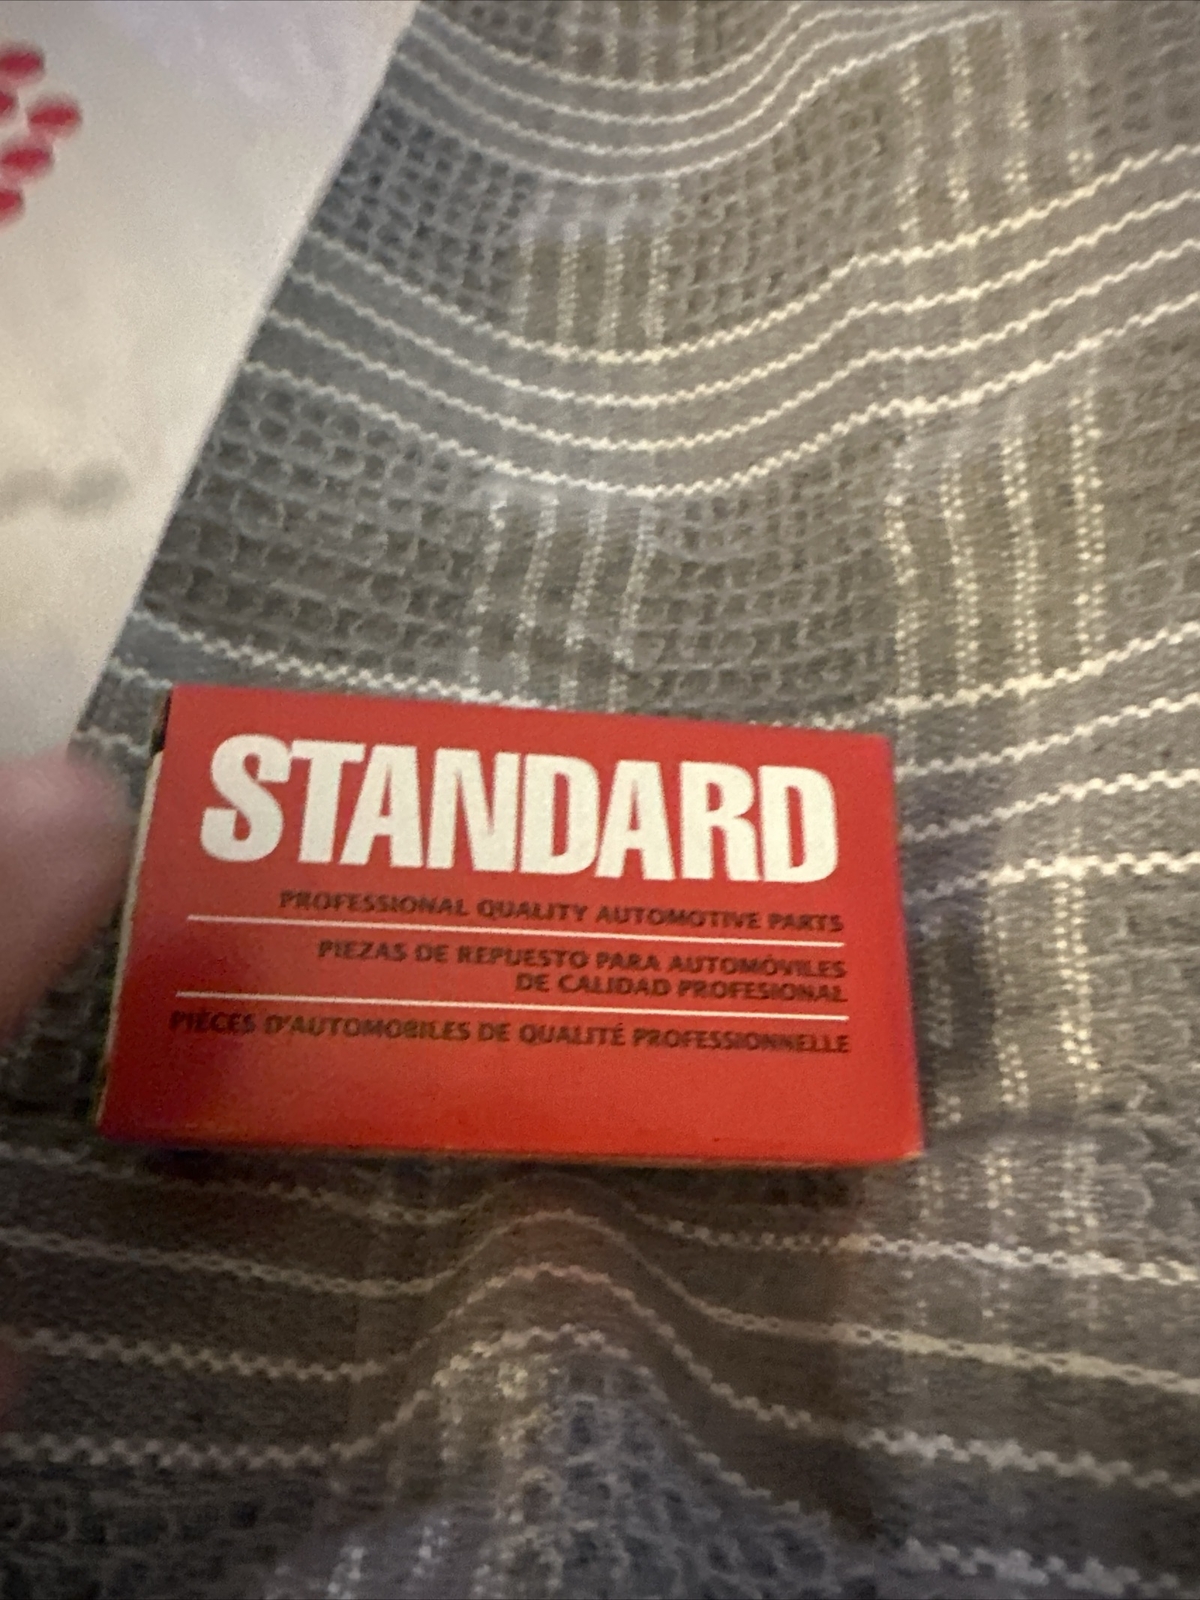 STANDARD
PROFESSIONAL QUALITY AUTOMOTIVE PARTS
PIEZAS DE REPUESTO PARA AUTOMÓVILES
DE CALIDAD PROFESIONAL
PIÈCES D'AUTOMOBILES DE QUALITÉ PROFESSIONNELLE